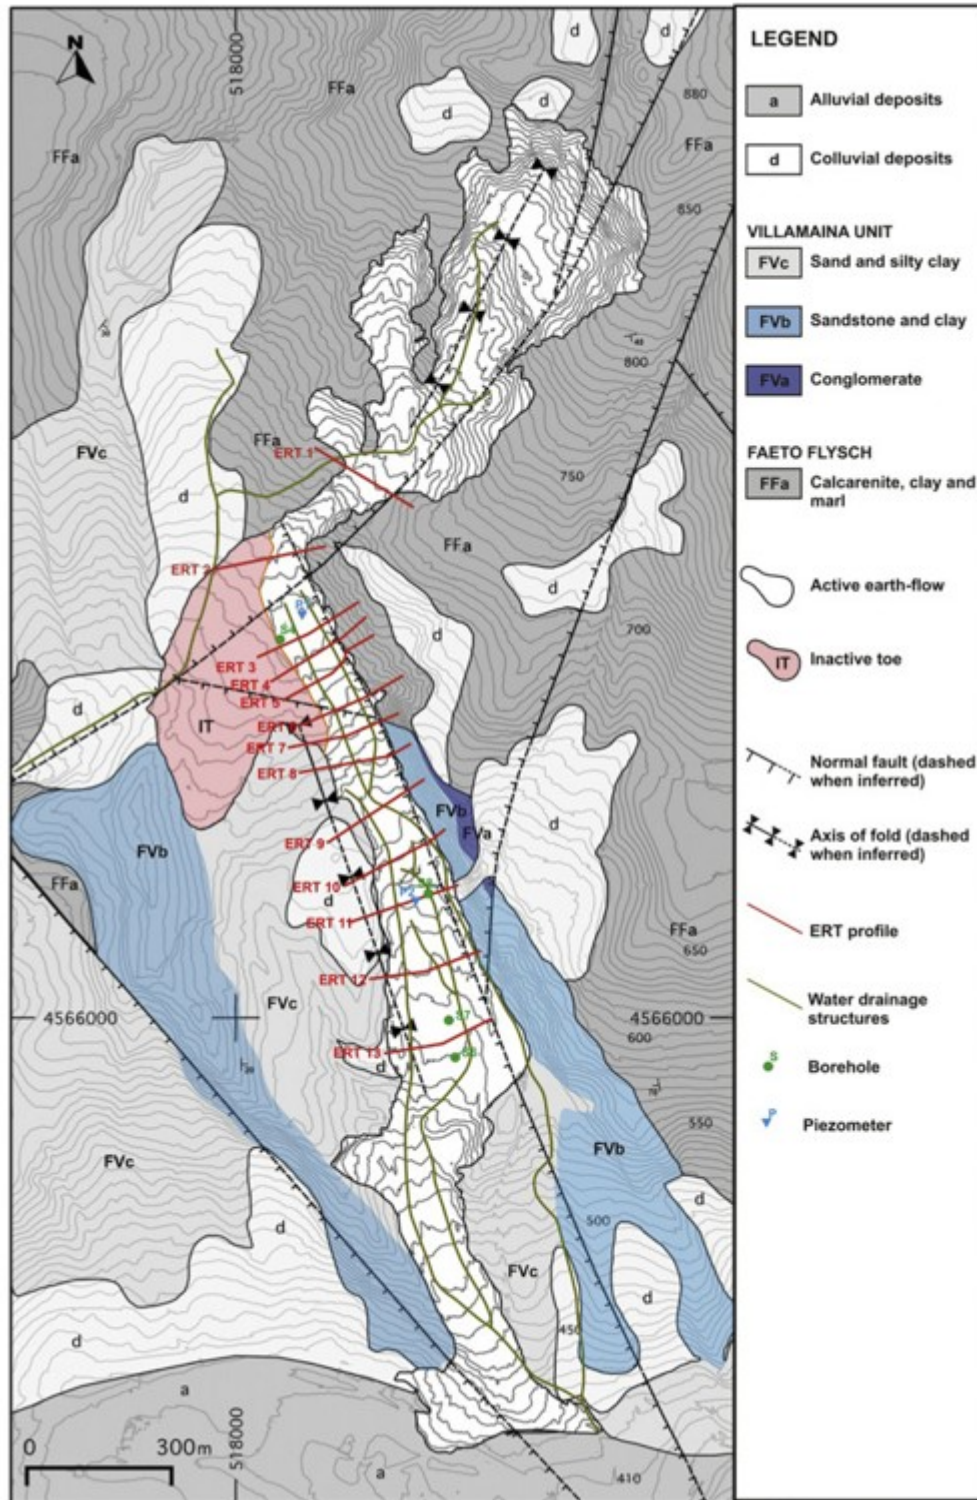 N
518000
FFa
d
d
880
LEGEND
a
Alluvial deposits
d
d
FFa
FFa
d
Colluvial deposits
850
VILLAMAINA UNIT
FVc
Sand and silty clay
FVb
Sandstone and clay
800
FVa
Conglomerate
FVc
FFa
ERT 1
FAETO FLYSCH
FFa
Calcarenite, clay and
marl
750
d
FFa
ERT 2
d
Active earth-flow
d
700
ERT 3
IT
Inactive toe
ERT 4
ERT 5
d
IT
ERT 7
ERT 8
Normal fault (dashed
when inferred)
FVb
d
FVb
FVa
ERT 9
Axis of fold (dashed
when inferred)
FFa
ERT 10
d
ERT 11
FFa
ERT profile
650
ERT 12
FVc
Water drainage
structures
4566000
S7
4566000
600
ERT 13
d
S
Borehole
550
P
Piezometer
FVc
FVb
d
500
FVc
d
450
d
a
0
300m
518000
a
410